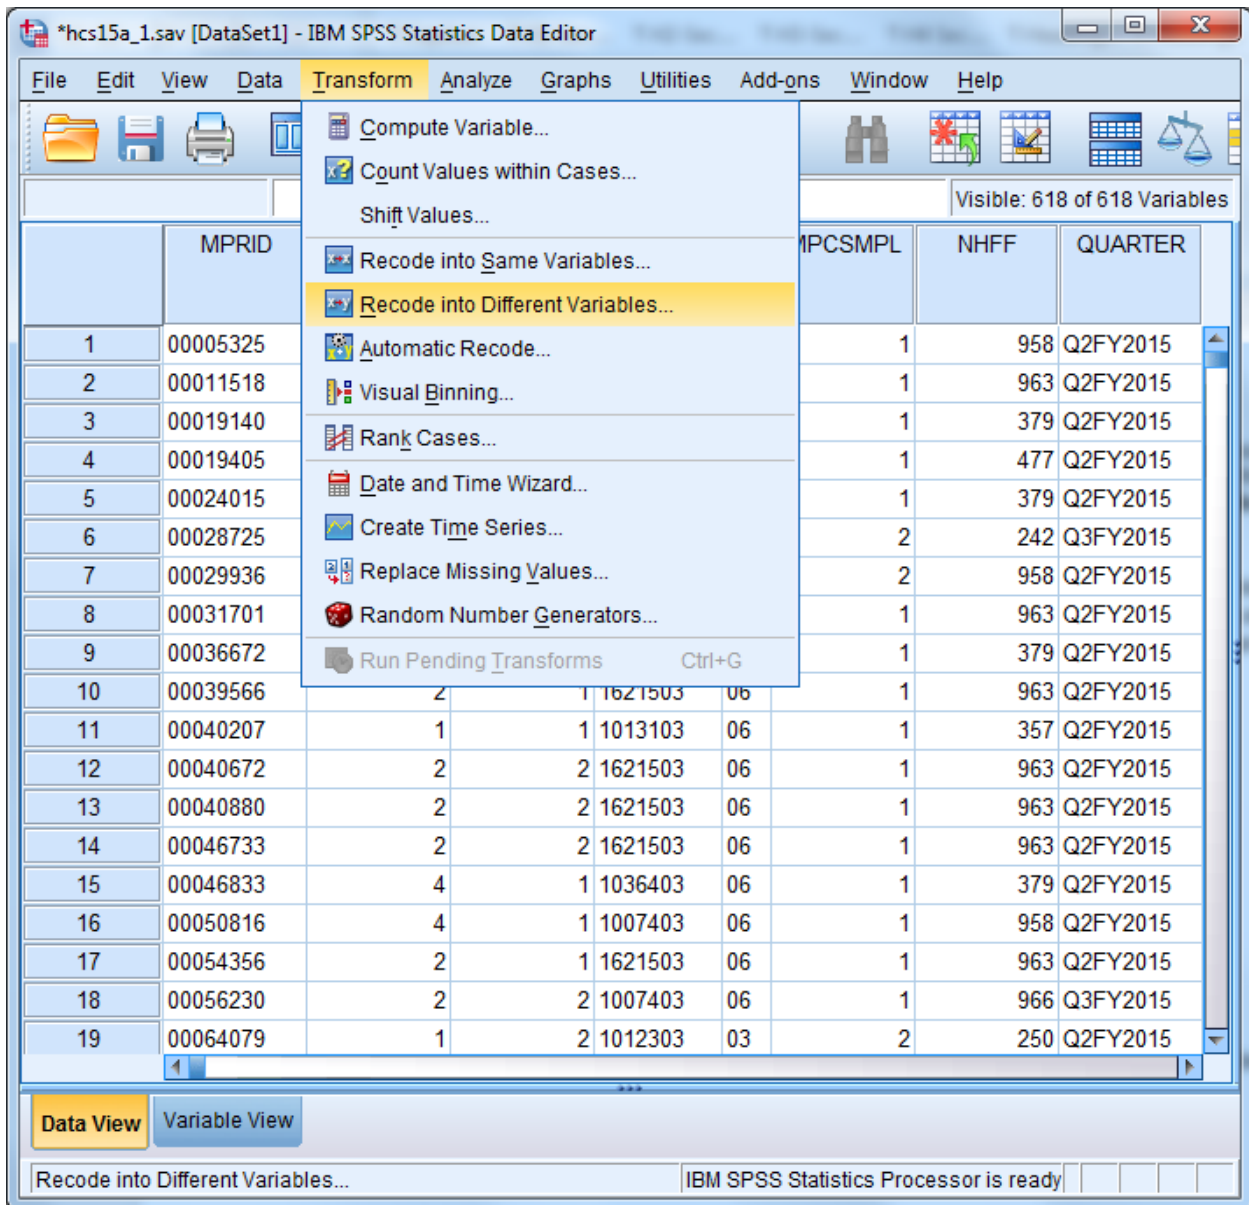 *hcs15a_1.sav [DataSet1] - IBM SPSS Statistics Data Editor
File Edit View Data Transform Analyze Graphs Utilities Add-ons Window Help
Compute Variable...
Count Values within Cases...
Shift Values...
Recode into Same Variables...
Recode into Different Variables...
Automatic Recode...
Visual Binning...
Rank Cases...
Date and Time Wizard...
Create Time Series...
Replace Missing Values...
Random Number Generators...
Run Pending Transforms Ctrl+G
Visible: 618 of 618 Variables
MPRID MPCSMPL NHFF QUARTER
1 00005325 1 958 Q2FY2015
2 00011518 1 963 Q2FY2015
3 00019140 1 379 Q2FY2015
4 00019405 1 477 Q2FY2015
5 00024015 1 379 Q2FY2015
6 00028725 2 242 Q3FY2015
7 00029936 2 958 Q2FY2015
8 00031701 1 963 Q2FY2015
9 00036672 1 379 Q2FY2015
10 00039566 2 1 1621503 06 1 963 Q2FY2015
11 00040207 1 1 1013103 06 1 357 Q2FY2015
12 00040672 2 2 1621503 06 1 963 Q2FY2015
13 00040880 2 2 1621503 06 1 963 Q2FY2015
14 00046733 2 2 1621503 06 1 963 Q2FY2015
15 00046833 4 1 1036403 06 1 379 Q2FY2015
16 00050816 4 1 1007403 06 1 958 Q2FY2015
17 00054356 2 1 1621503 06 1 963 Q2FY2015
18 00056230 2 2 1007403 06 1 966 Q3FY2015
19 00064079 1 2 1012303 03 2 250 Q2FY2015
Data View Variable View
Recode into Different Variables... IBM SPSS Statistics Processor is ready